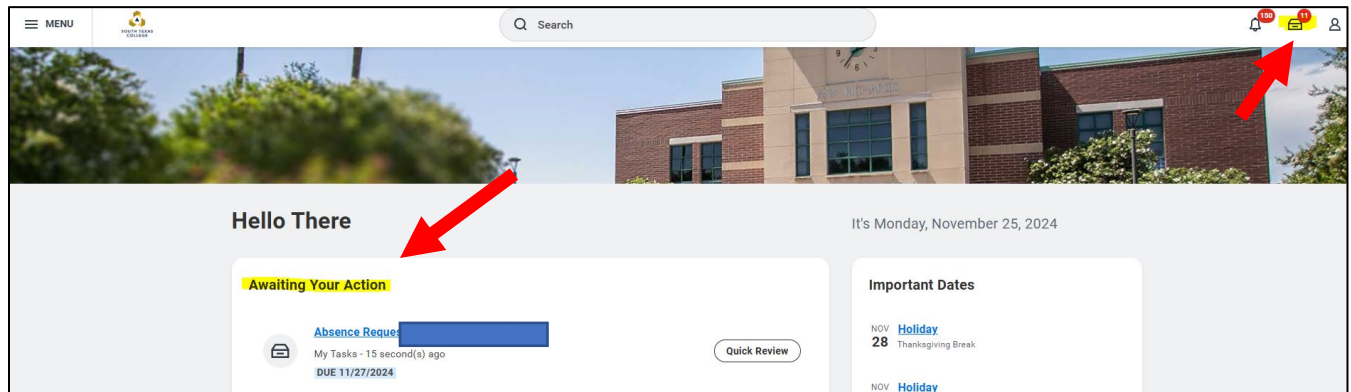 MENU
SOUTH TEXAS
COLLEGE
Search
150
11
Hello There
It's Monday, November 25, 2024
Awaiting Your Action
Absence Reques
My Tasks - 15 second(s) ago
DUE 11/27/2024
Quick Review
Important Dates
NOV
28
Holiday
Thanksgiving Break
NOV
Holiday